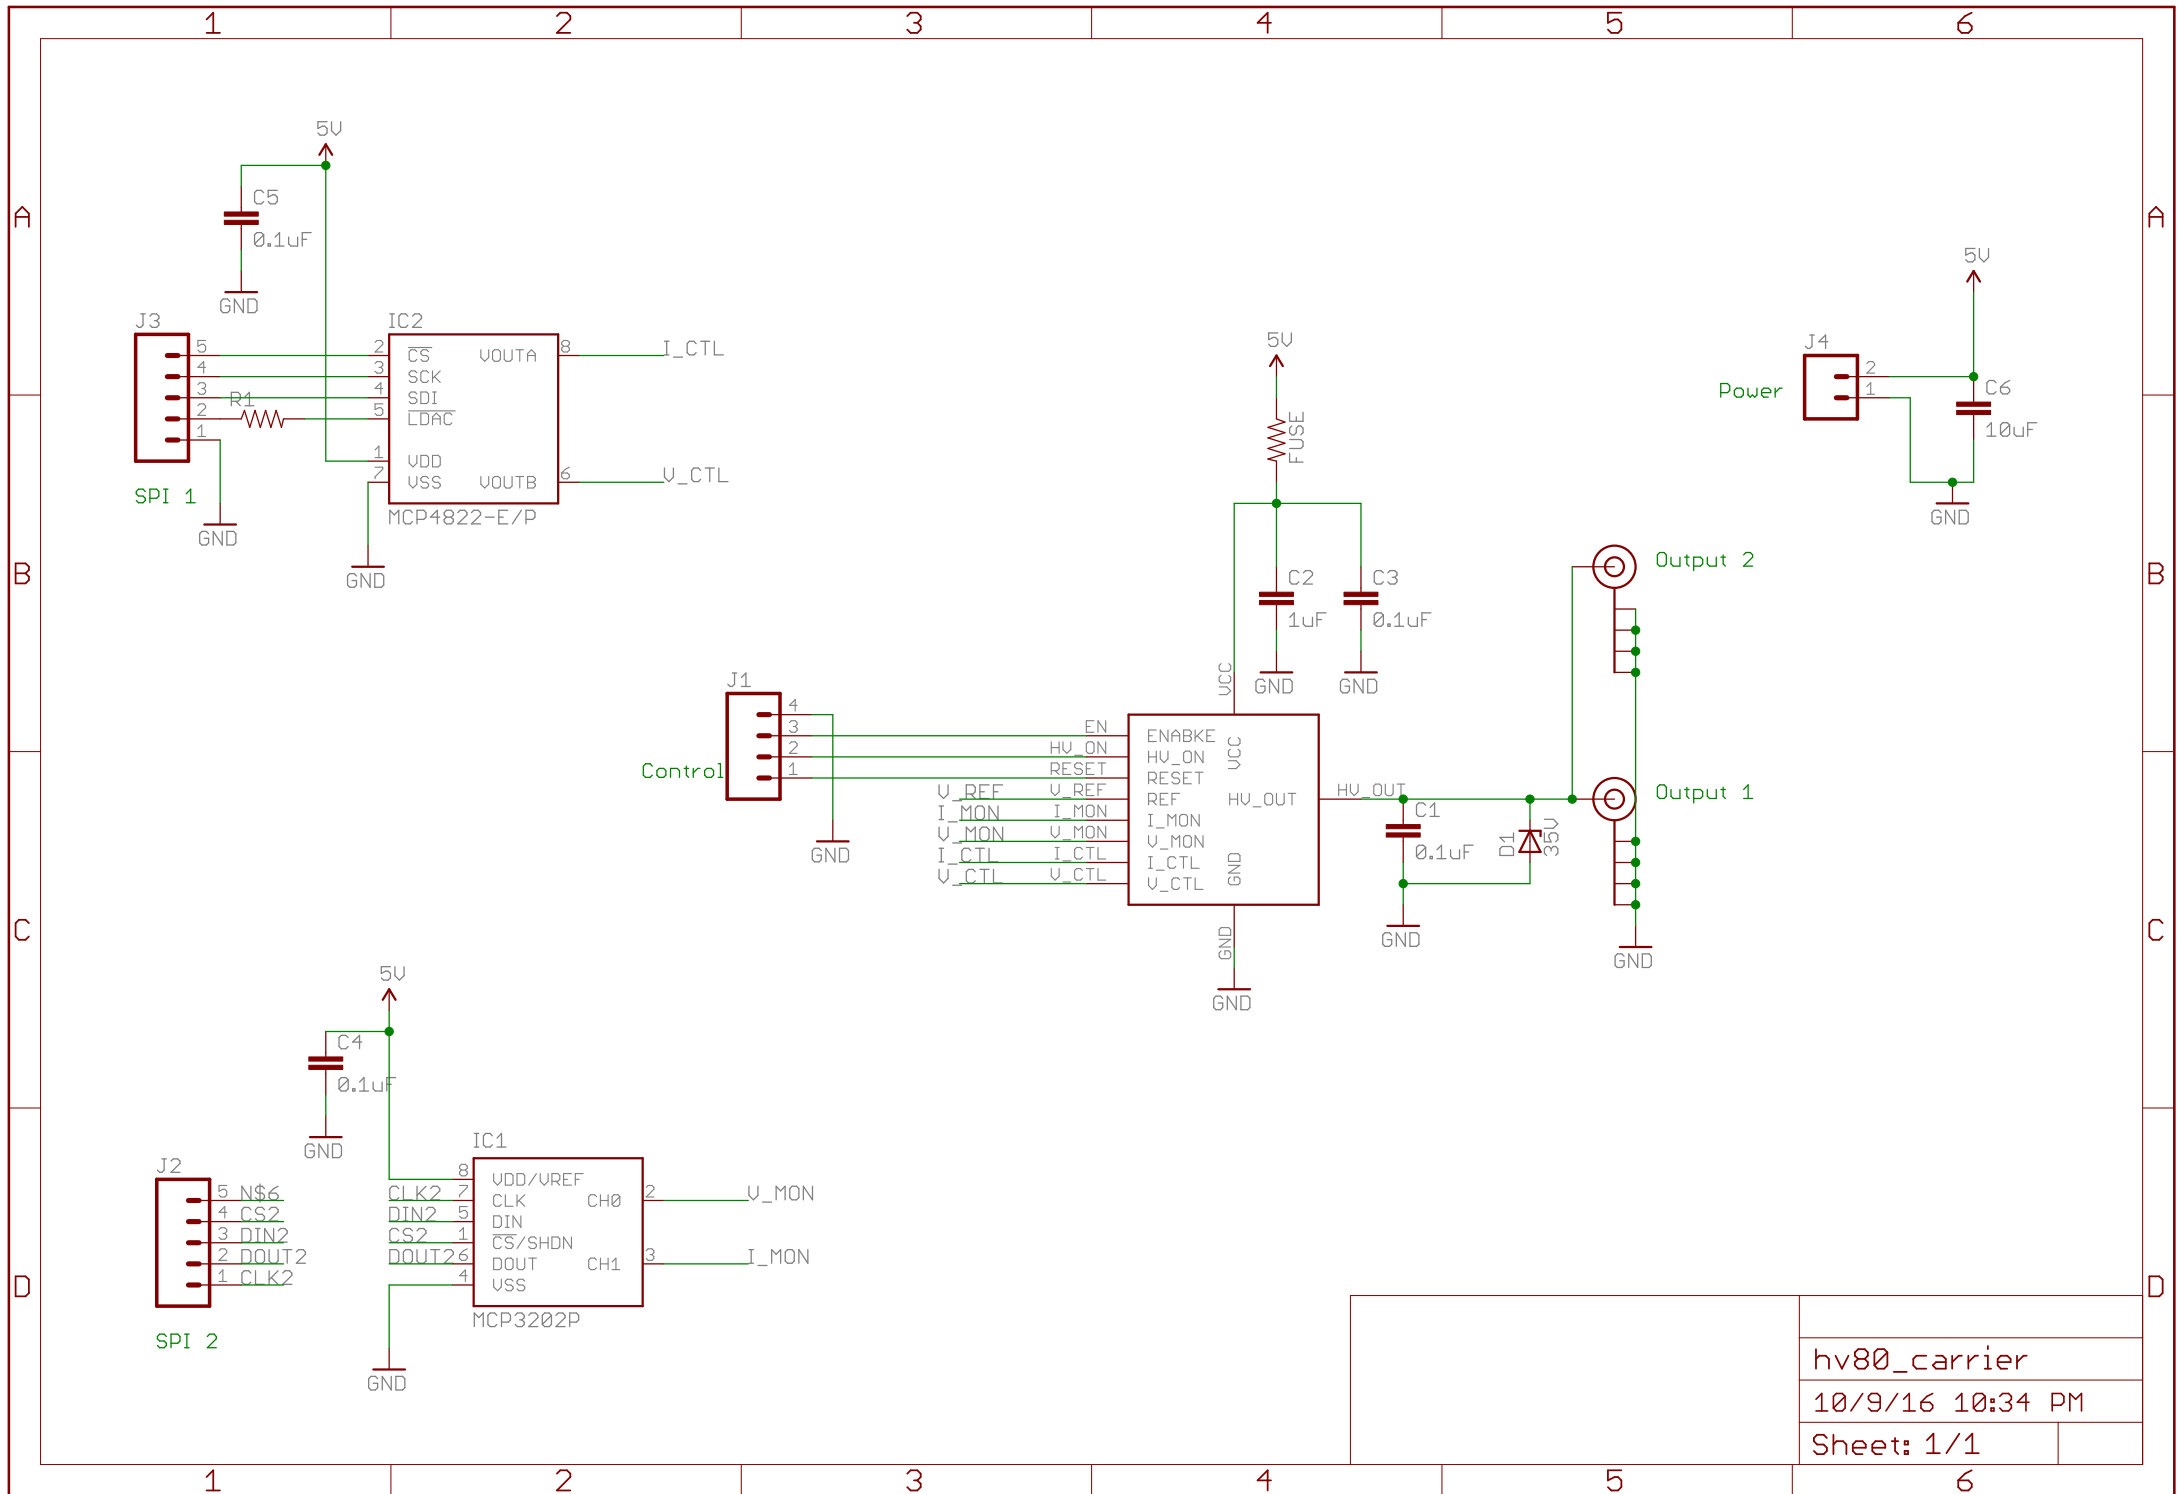 1 2 3 4 5 6
A A
B B
C C
D D
5V
C5
0.1uF
GND
J3
5
4
3
2
1
R1
SPI 1
GND
IC2
2 CS VOUTA 8 I_CTL
3 SCK
4 SDI
5 LDAC
1 VDD
7 VSS VOUTB 6 V_CTL
MCP4822-E/P
GND
5V
FUSE
C2
1uF
GND
C3
0.1uF
GND
J1
4
3
2
1
Control
GND
VCC
EN ENABKE
HV_ON HV_ON
RESET RESET
V_REF V_REF REF
I_MON I_MON I_MON
V_MON V_MON V_MON
I_CTL I_CTL I_CTL
V_CTL V_CTL V_CTL
VCC
HV_OUT HV_OUT
GND
GND
GND
C1
0.1uF
GND
D1
35V
Output 2
Output 1
GND
5V
J4
Power
2
1
C6
10uF
GND
5V
C4
0.1uF
GND
J2
5 N$6
4 CS2
3 DIN2
2 DOUT2
1 CLK2
SPI 2
IC1
8 VDD/VREF
CLK2 7 CLK CH0 2 V_MON
DIN2 5 DIN
CS2 1 CS/SHDN
DOUT2 6 DOUT CH1 3 I_MON
4 VSS
MCP3202P
GND
hv80_carrier
10/9/16 10:34 PM
Sheet: 1/1
1 2 3 4 5 6